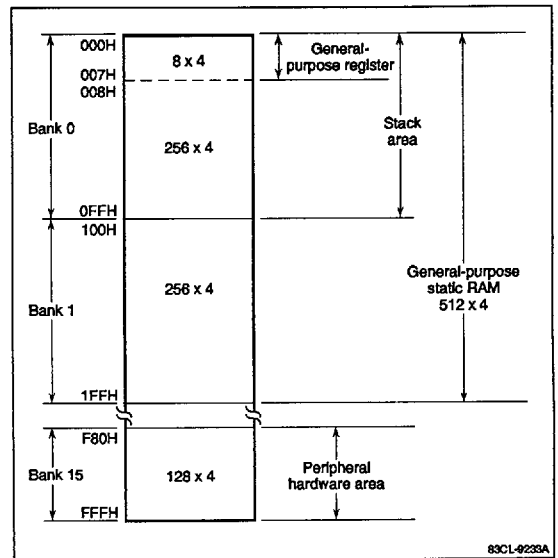 000H
8 x 4
General-
purpose register
007H
008H
Bank 0
256 x 4
Stack
area
0FFH
100H
Bank 1
256 x 4
General-purpose
static RAM
512 x 4
1FFH
F80H
Bank 15
128 x 4
Peripheral
hardware area
FFFH
83CL-9233A